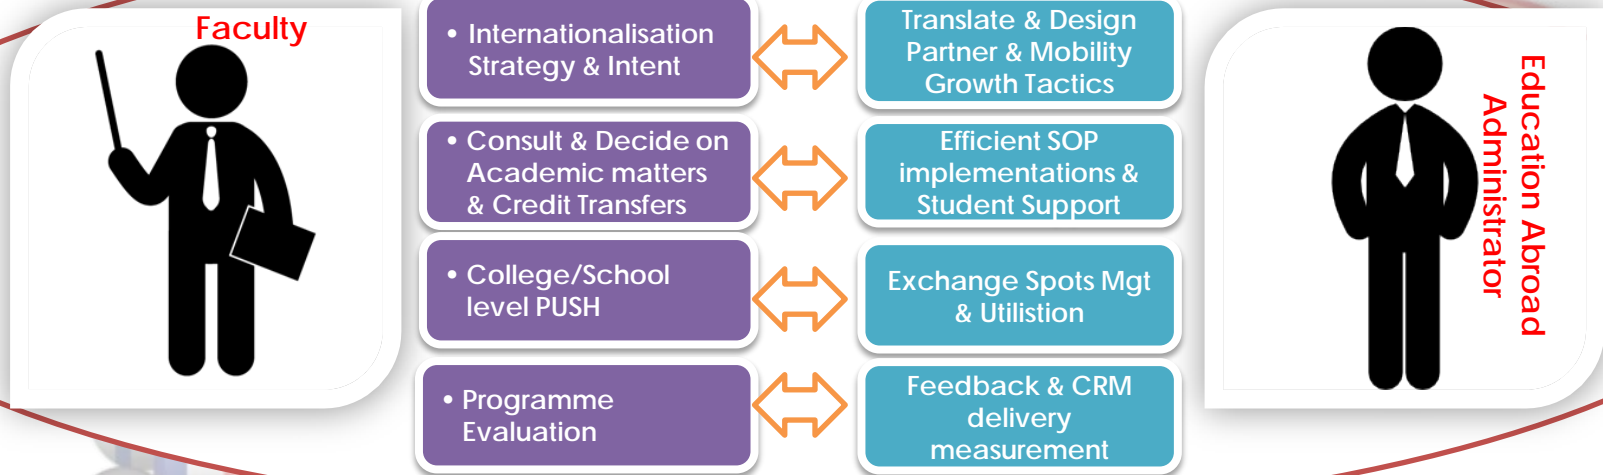 Faculty
• Internationalisation
Strategy & Intent
Translate & Design
Partner & Mobility
Growth Tactics
• Consult & Decide on
Academic matters
& Credit Transfers
Efficient SOP
implementations &
Student Support
• College/School
level PUSH
Exchange Spots Mgt
& Utilistion
• Programme
Evaluation
Feedback & CRM
delivery
measurement
Education Abroad
Administrator